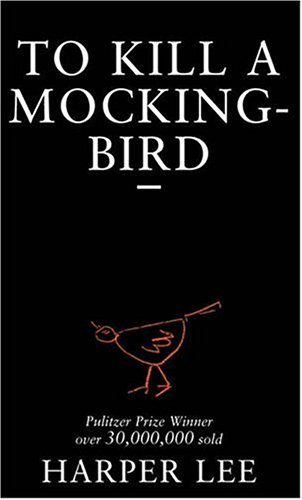 TO KILL A
MOCKING-
BIRD
Pulitzer Prize Winner
over 30,000,000 sold
HARPER LEE